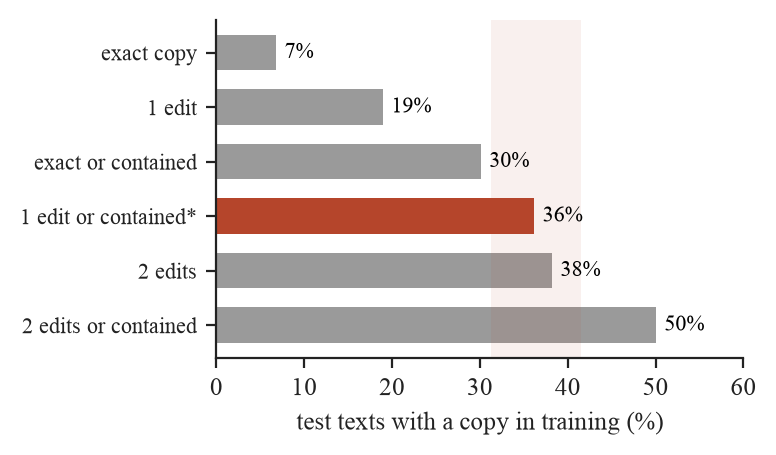 exact copy 7%
1 edit 19%
exact or contained 30%
1 edit or contained* 36%
2 edits 38%
2 edits or contained 50%
0 10 20 30 40 50 60
test texts with a copy in training (%)